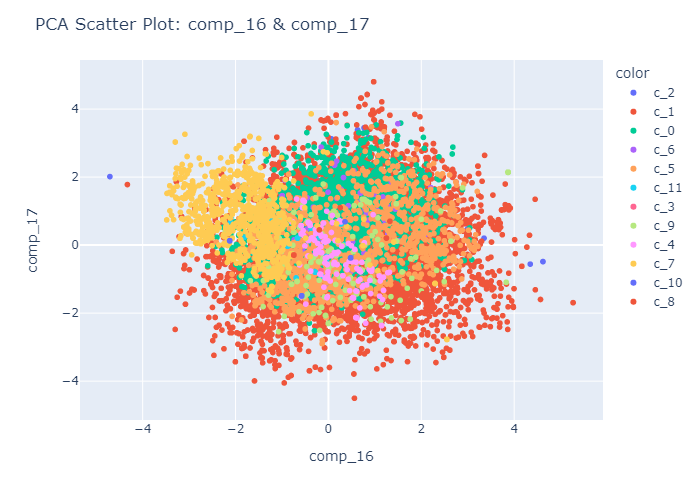 PCA Scatter Plot: comp_16 & comp_17
color
c_2
c_1
c_0
c_6
c_5
c_11
c_3
c_9
c_4
c_7
c_10
c_8
comp_17
4
2
0
−2
−4
−4
−2
0
2
4
comp_16